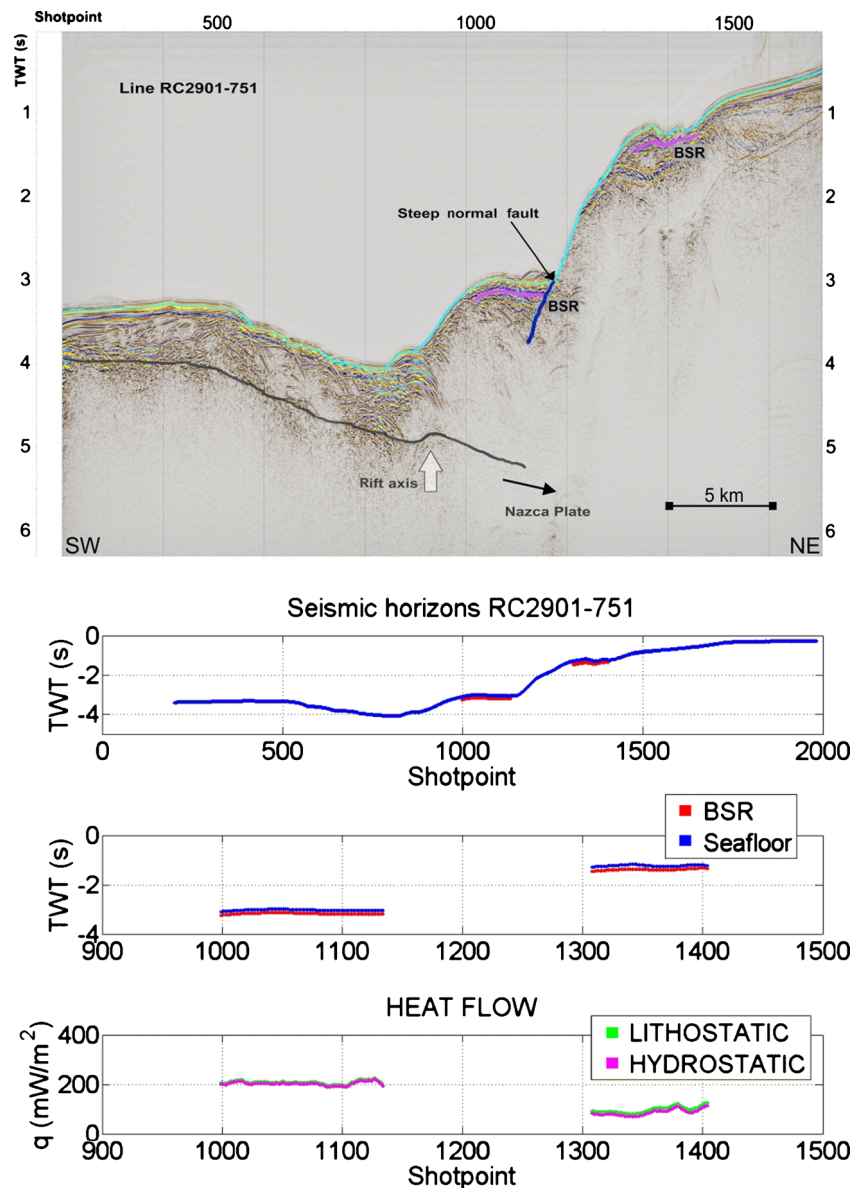 Shotpoint
500 1000 1500
TWT (s)
Line RC2901-751
1 1
BSR
2 2
Steep normal fault
3 3
BSR
4 4
5 5
Rift axis
5 km
Nazca Plate
6 6
SW NE
Seismic horizons RC2901-751
TWT (s)
0
-2
-4
0 500 1000 1500 2000
Shotpoint
BSR
Seafloor
TWT (s)
0
-2
-4
900 1000 1100 1200 1300 1400 1500
HEAT FLOW
LITHOSTATIC
HYDROSTATIC
q (mW/m²)
400
200
0
900 1000 1100 1200 1300 1400 1500
Shotpoint